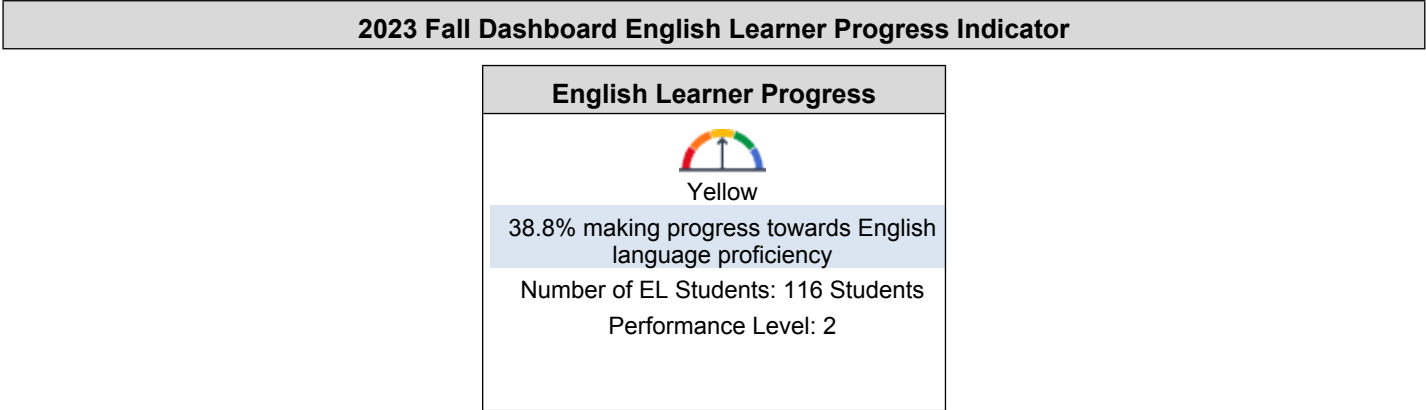 2023 Fall Dashboard English Learner Progress Indicator
English Learner Progress
Yellow
38.8% making progress towards English
language proficiency
Number of EL Students: 116 Students
Performance Level: 2